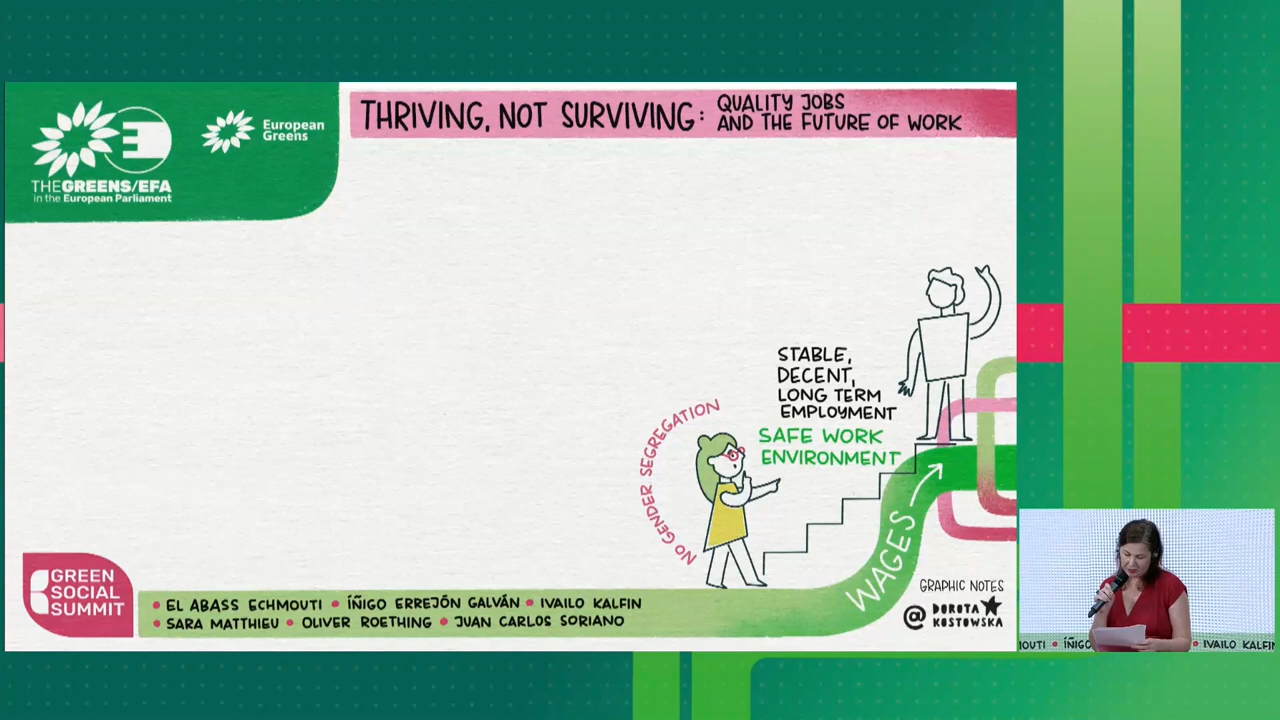 THRIVING, NOT SURVIVING: QUALITY JOBS
AND THE FUTURE OF WORK
European
Greens
THE GREENS/EFA
in the European Parliament
STABLE,
DECENT,
LONG TERM
EMPLOYMENT
SAFE WORK
ENVIRONMENT
NO GENDER SEGREGATION
WAGES
GREEN
SOCIAL
SUMMIT
• EL ABASS ECHMOUTI • ÍÑIGO ERREJÓN GALVÁN • IVAILO KALFIN
• SARA MATTHIEU • OLIVER ROETHING • JUAN CARLOS SORIANO
GRAPHIC NOTES
@ DOROTA
KOSTOWSKA
• IVAILO KALFIN